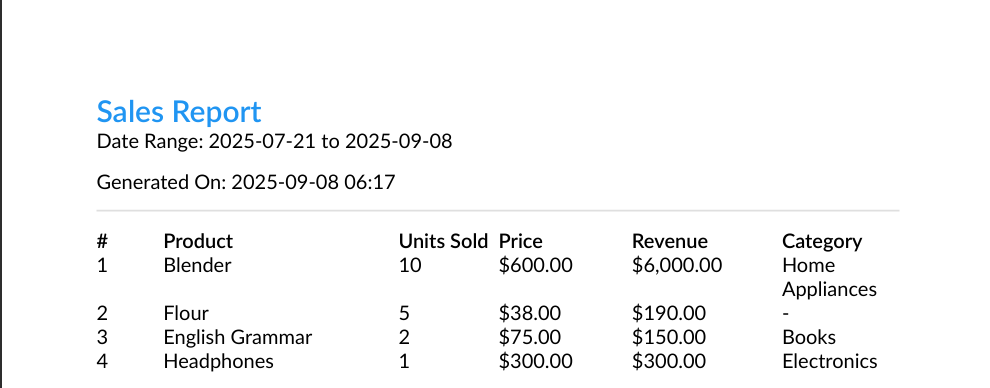 Sales Report
Date Range: 2025-07-21 to 2025-09-08
Generated On: 2025-09-08 06:17
# Product Units Sold Price Revenue Category
1 Blender 10 $600.00 $6,000.00 Home
Appliances
2 Flour 5 $38.00 $190.00 -
3 English Grammar 2 $75.00 $150.00 Books
4 Headphones 1 $300.00 $300.00 Electronics